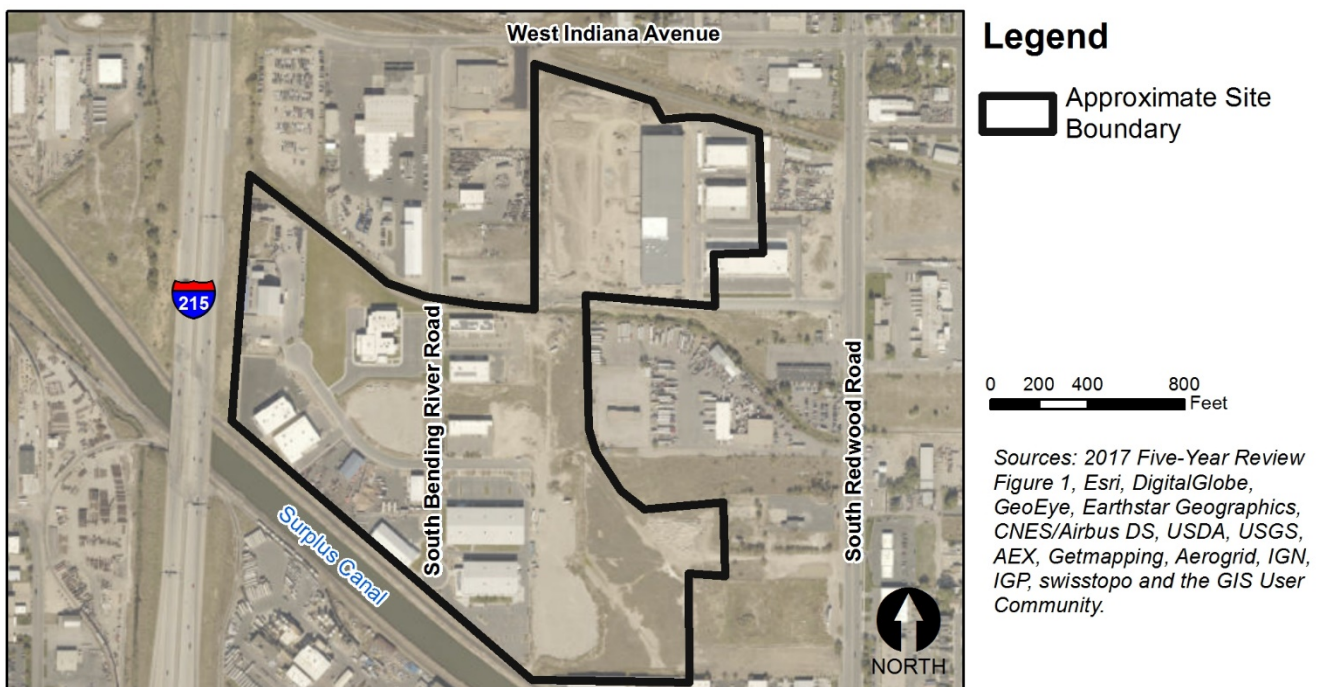 West Indiana Avenue
215
South Bending River Road
South Redwood Road
Surplus Canal
NORTH
Legend
Approximate Site
Boundary
0 200 400 800
Feet
Sources: 2017 Five-Year Review
Figure 1, Esri, DigitalGlobe,
GeoEye, Earthstar Geographics,
CNES/Airbus DS, USDA, USGS,
AEX, Getmapping, Aerogrid, IGN,
IGP, swisstopo and the GIS User
Community.